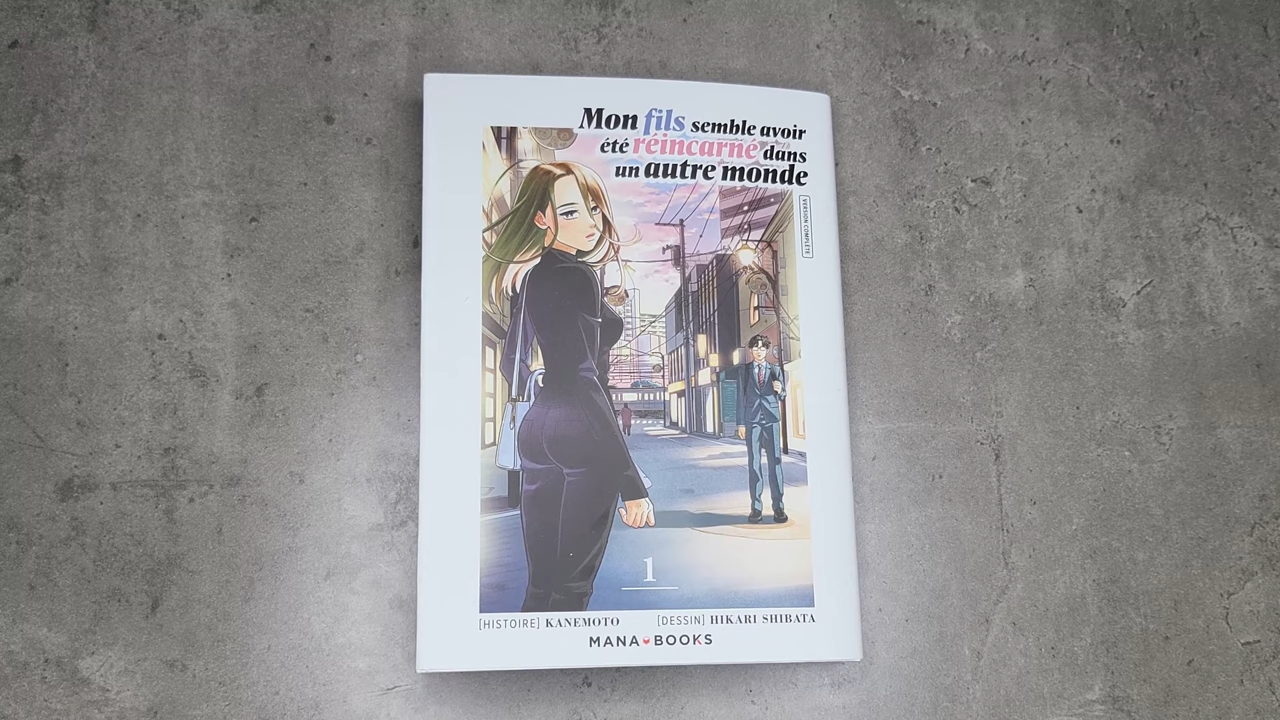 Mon fils semble avoir
été réincarné dans
un autre monde
VERSION COMPLÈTE
1
[HISTOIRE] KANEMOTO [DESSIN] HIKARI SHIBATA
MANA BOOKS